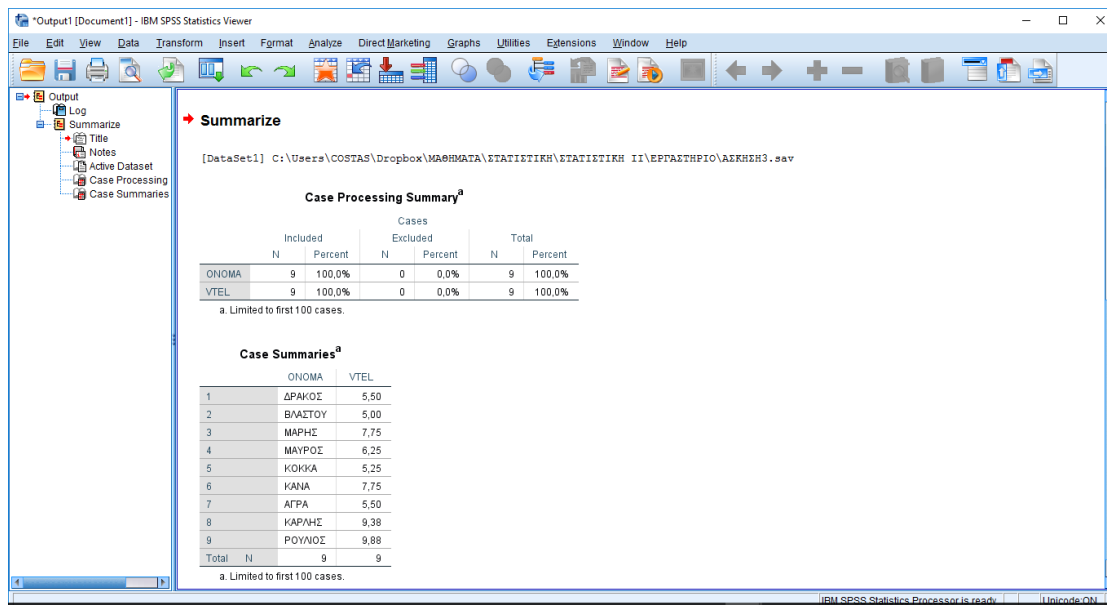 *Output1 [Document1] - IBM SPSS Statistics Viewer
File Edit View Data Transform Insert Format Analyze Direct Marketing Graphs Utilities Extensions Window Help
Output
Log
Summarize
Title
Notes
Active Dataset
Case Processing
Case Summaries
Summarize
[DataSet1] C:\Users\COSTAS\Dropbox\ΜΑΘΗΜΑΤΑ\ΣΤΑΤΙΣΤΙΚΗ\ΣΤΑΤΙΣΤΙΚΗ ΙΙ\ΕΡΓΑΣΤΗΡΙΟ\ΑΣΚΗΣΗ3.sav
Case Processing Summary a
Cases
Included Excluded Total
N Percent N Percent N Percent
ONOMA 9 100,0% 0 0,0% 9 100,0%
VTEL 9 100,0% 0 0,0% 9 100,0%
a. Limited to first 100 cases.
Case Summaries a
ONOMA VTEL
1 ΔΡΑΚΟΣ 5,50
2 ΒΛΑΣΤΟΥ 5,00
3 ΜΑΡΗΣ 7,75
4 ΜΑΥΡΟΣ 6,25
5 ΚΟΚΚΑ 5,25
6 ΚΑΝΑ 7,75
7 ΑΓΡΑ 5,50
8 ΚΑΡΛΗΣ 9,38
9 ΡΟΥΛΙΟΣ 9,88
Total N 9 9
a. Limited to first 100 cases.
IBM SPSS Statistics Processor is ready Unicode:ON